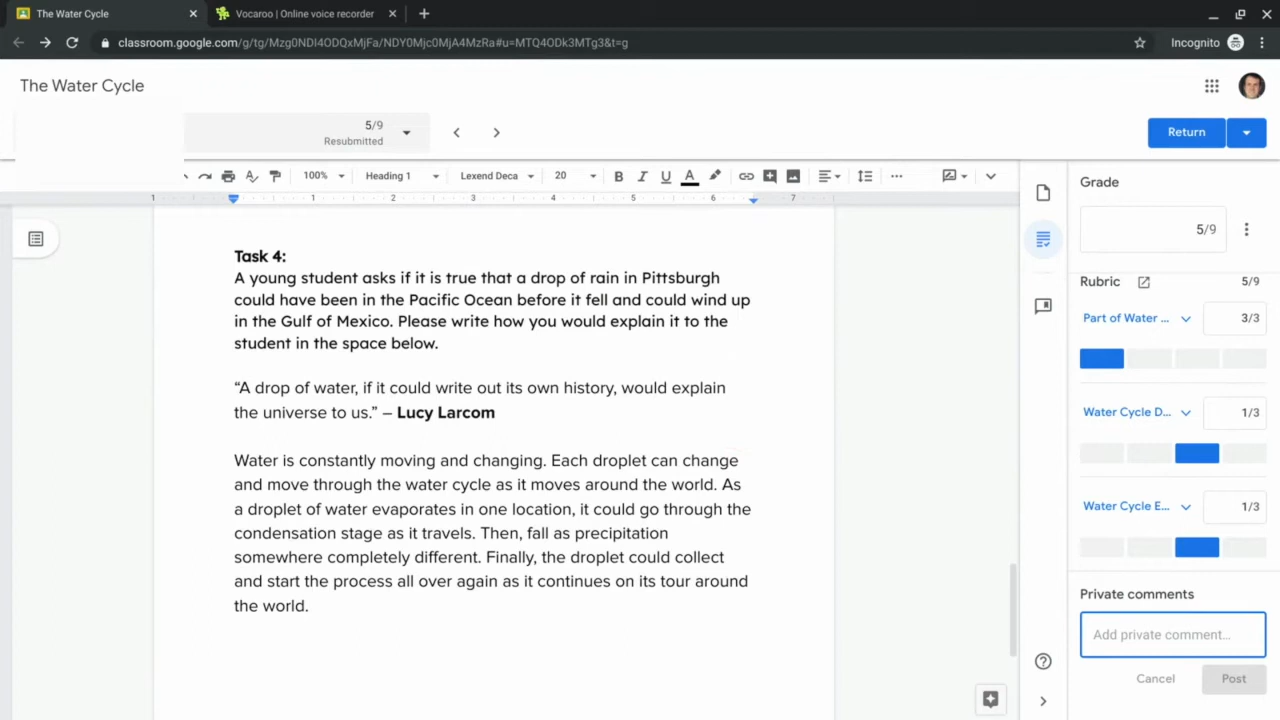 The Water Cycle
Vocaroo | Online voice recorder
classroom.google.com/g/tg/Mzg0NDI4ODQxMjFa/NDY0Mjc0MjA4MzRa#u=MTQ4ODk3MTg3&t=g
Incognito
The Water Cycle
5/9
Resubmitted
Return
100%
Heading 1
Lexend Deca
20
B I U A
1 1 2 3 4 5 6 7
Grade
5/9
Rubric
5/9
Part of Water ...
3/3
Water Cycle D...
1/3
Water Cycle E...
1/3
Private comments
Add private comment...
Cancel
Post
Task 4:
A young student asks if it is true that a drop of rain in Pittsburgh
could have been in the Pacific Ocean before it fell and could wind up
in the Gulf of Mexico. Please write how you would explain it to the
student in the space below.
“A drop of water, if it could write out its own history, would explain
the universe to us.” – Lucy Larcom
Water is constantly moving and changing. Each droplet can change
and move through the water cycle as it moves around the world. As
a droplet of water evaporates in one location, it could go through the
condensation stage as it travels. Then, fall as precipitation
somewhere completely different. Finally, the droplet could collect
and start the process all over again as it continues on its tour around
the world.